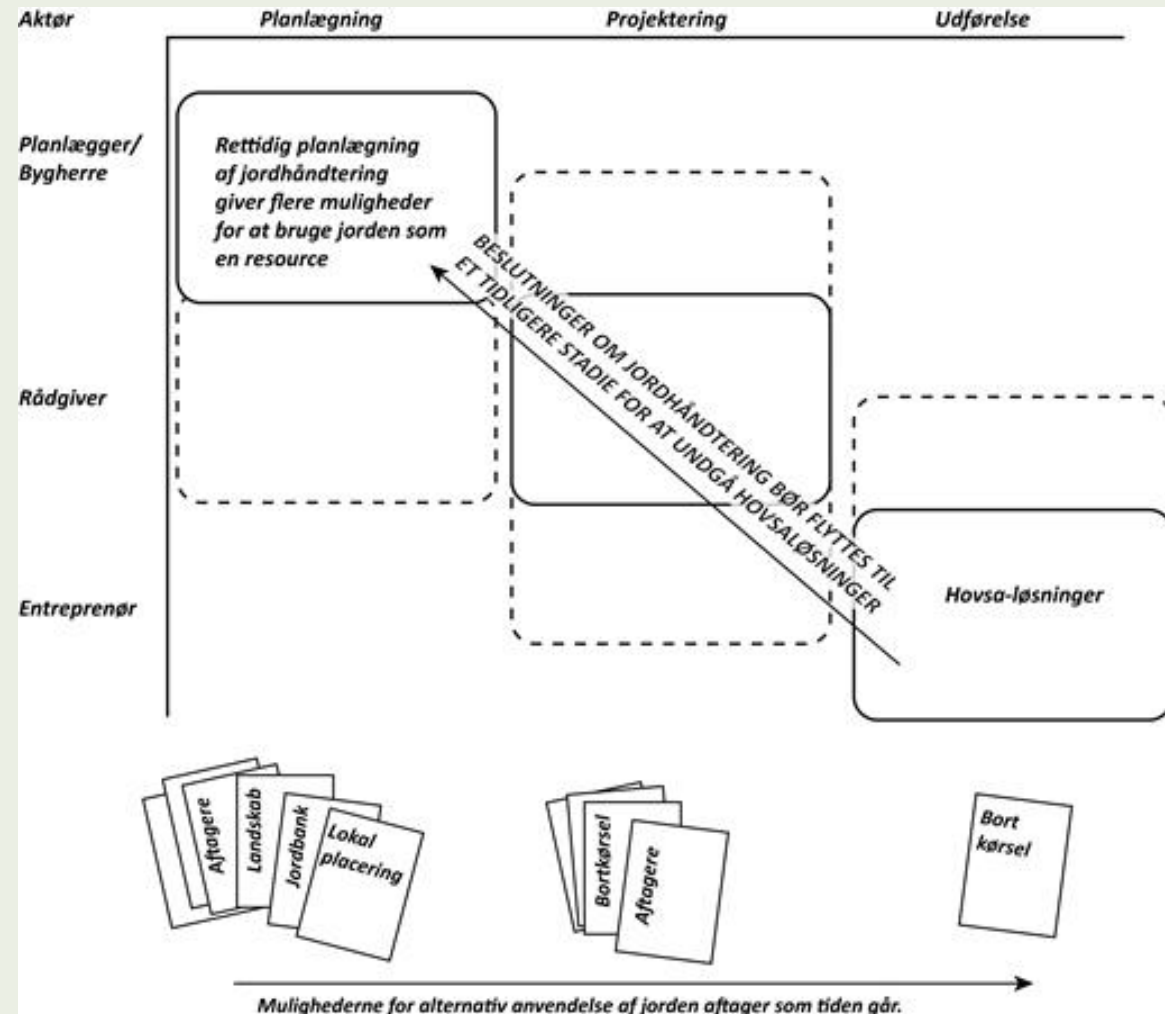 Aktør
Planlægning
Projektering
Udførelse
Planlægger/
Bygherre
Rettidig planlægning
af jordhåndtering
giver flere muligheder
for at bruge jorden som
en resource
BESLUTNINGER OM JORDHÅNDTERING BØR FLYTTES TIL
ET TIDLIGERE STADIE FOR AT UNDGÅ HOVSALØSNINGER
Rådgiver
Entreprenør
Hovsa-løsninger
Aftagere
Landskab
Jordbank
Lokal
placering
Bortkørsel
Aftagere
Bort
kørsel
Mulighederne for alternativ anvendelse af jorden aftager som tiden går.